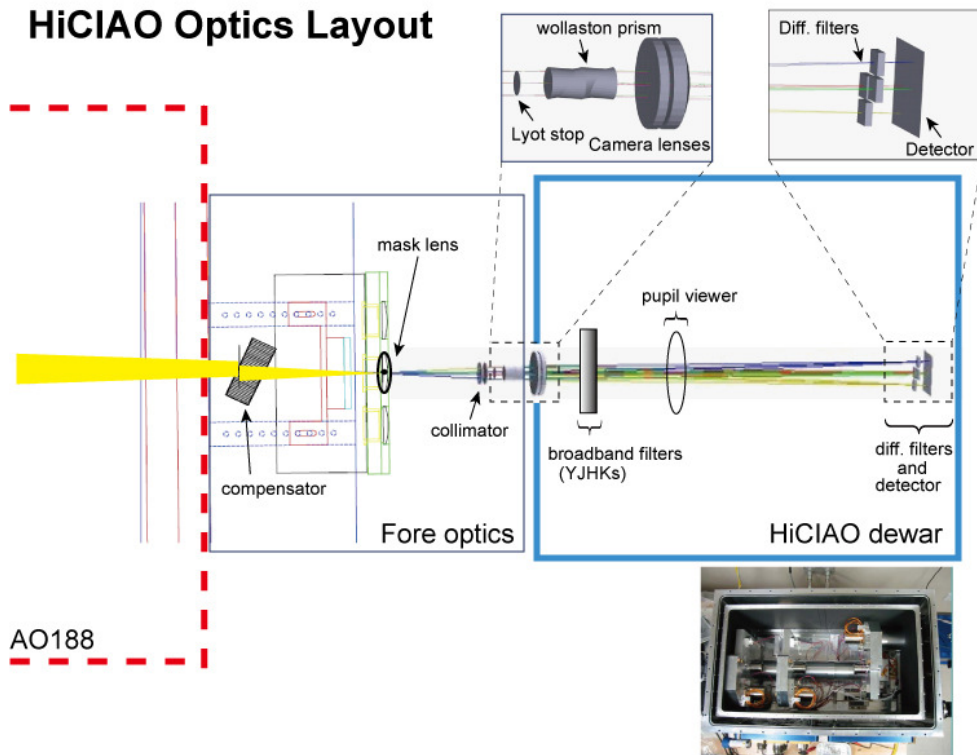 HiCIAO Optics Layout
wollaston prism
Lyot stop
Camera lenses
Diff. filters
Detector
mask lens
pupil viewer
collimator
compensator
broadband filters
(YJHKs)
diff. filters
and
detector
Fore optics
HiCIAO dewar
AO188